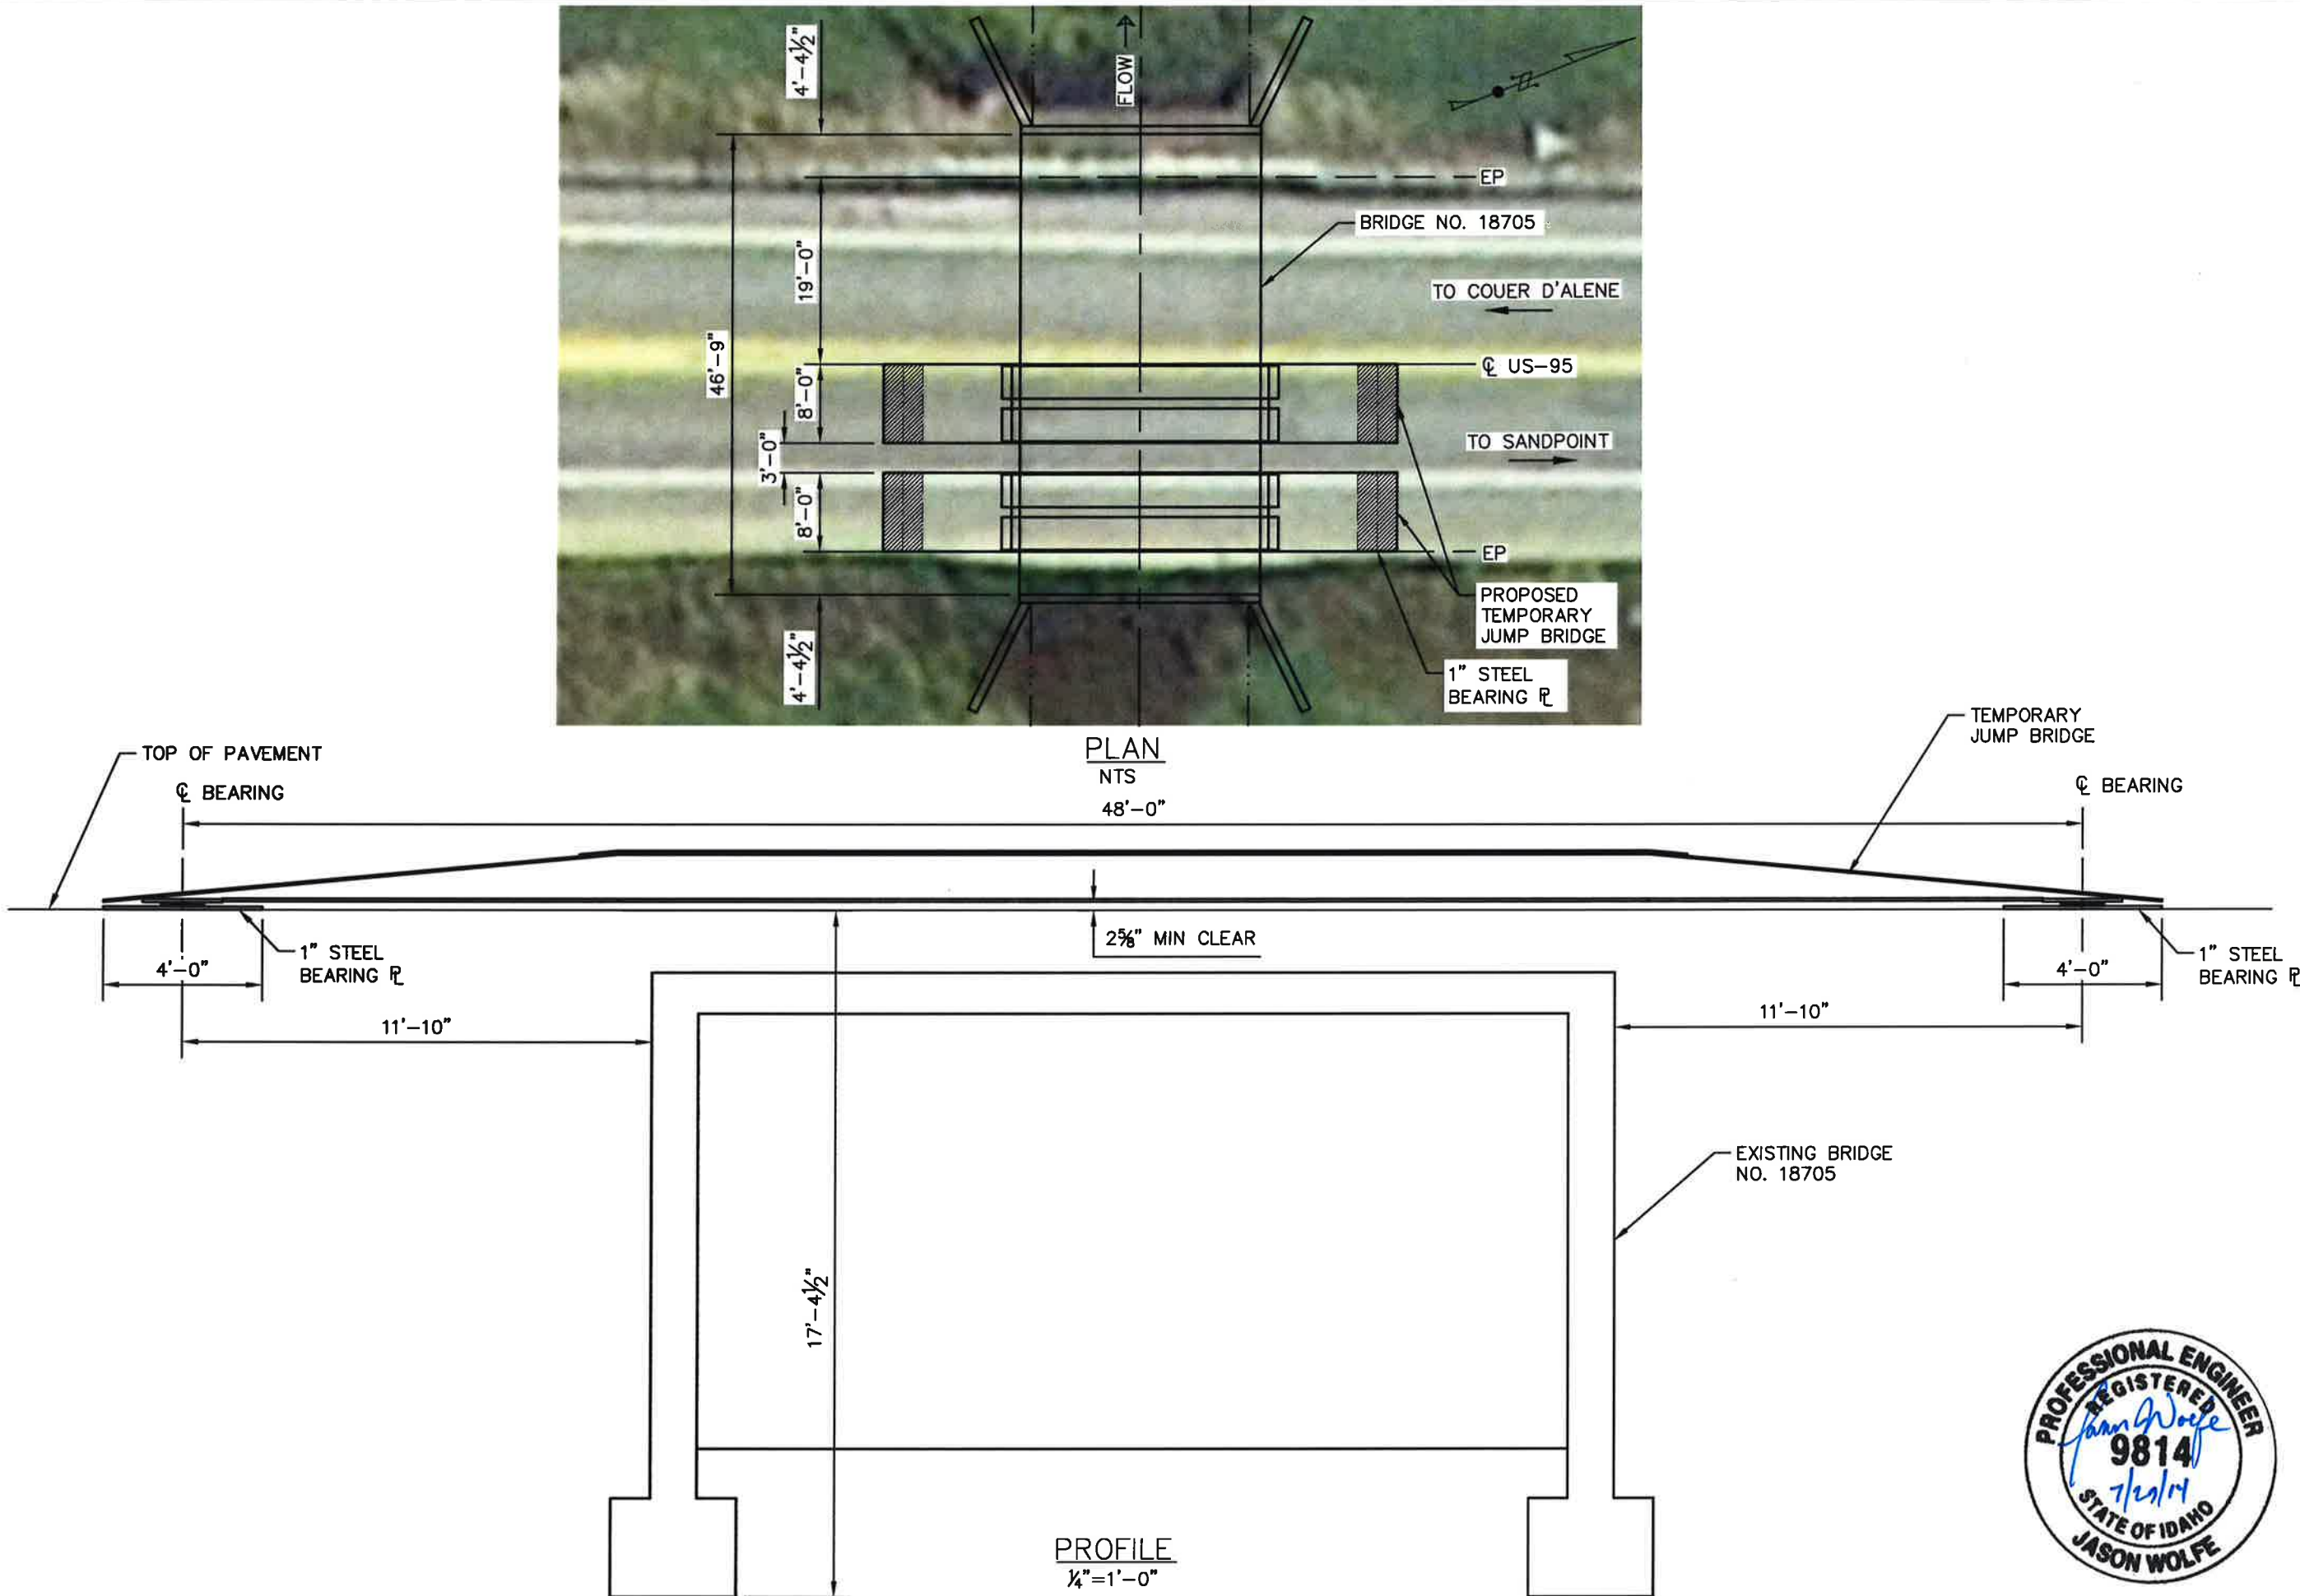 4'-4½"
FLOW
N
EP
BRIDGE NO. 18705
19'-0"
TO COUER D'ALENE
46'-9"
℄ US-95
8'-0"
TO SANDPOINT
3'-0"
8'-0"
EP
PROPOSED
TEMPORARY
JUMP BRIDGE
4'-4½"
1" STEEL
BEARING ⅊
PLAN
NTS
TOP OF PAVEMENT
TEMPORARY
JUMP BRIDGE
℄ BEARING
48'-0"
℄ BEARING
2⅝" MIN CLEAR
1" STEEL
BEARING ⅊
4'-0"
4'-0"
1" STEEL
BEARING ⅊
11'-10"
11'-10"
EXISTING BRIDGE
NO. 18705
17'-4½"
PROFILE
¼"=1'-0"
PROFESSIONAL ENGINEER
REGISTERED
Jason Wolfe
9814
7/29/14
STATE OF IDAHO
JASON WOLFE